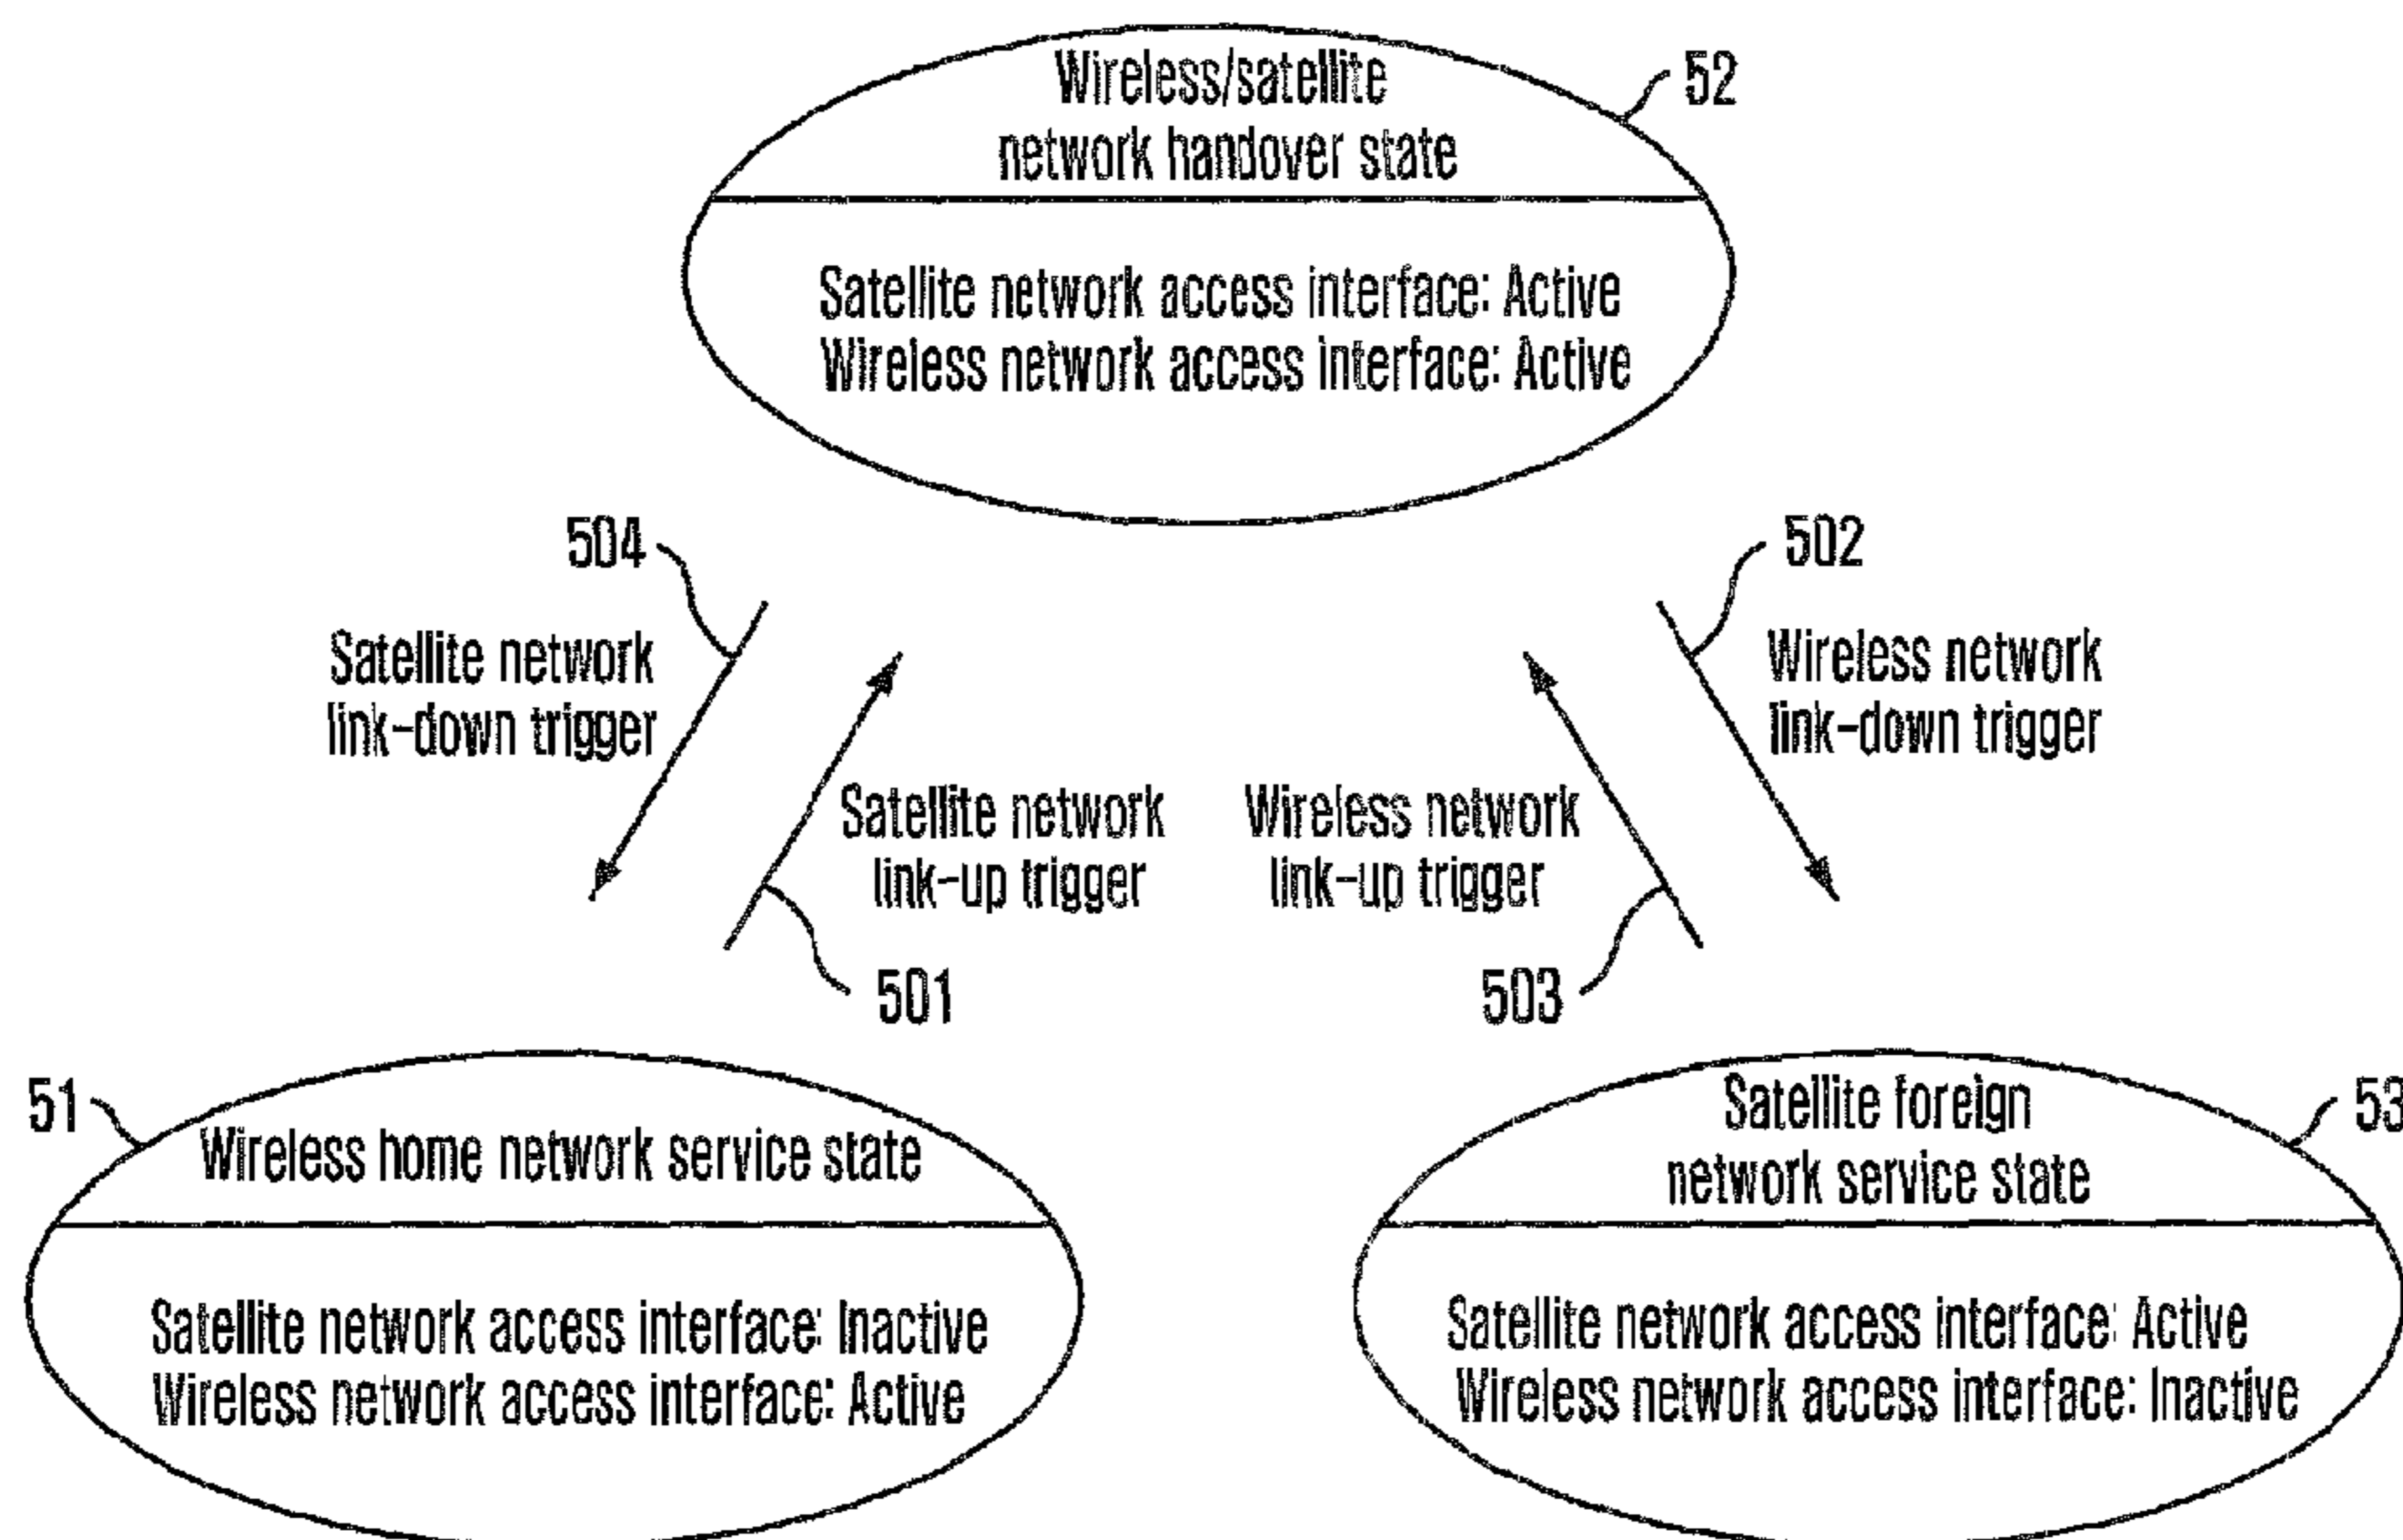 Wireless/satellite
network handover state
52
Satellite network access interface: Active
Wireless network access interface: Active
504
502
Satellite network
link-down trigger
Wireless network
link-down trigger
Satellite network
link-up trigger
Wireless network
link-up trigger
501
503
51
Wireless home network service state
Satellite network access interface: Inactive
Wireless network access interface: Active
Satellite foreign
network service state
53
Satellite network access interface: Active
Wireless network access interface: Inactive